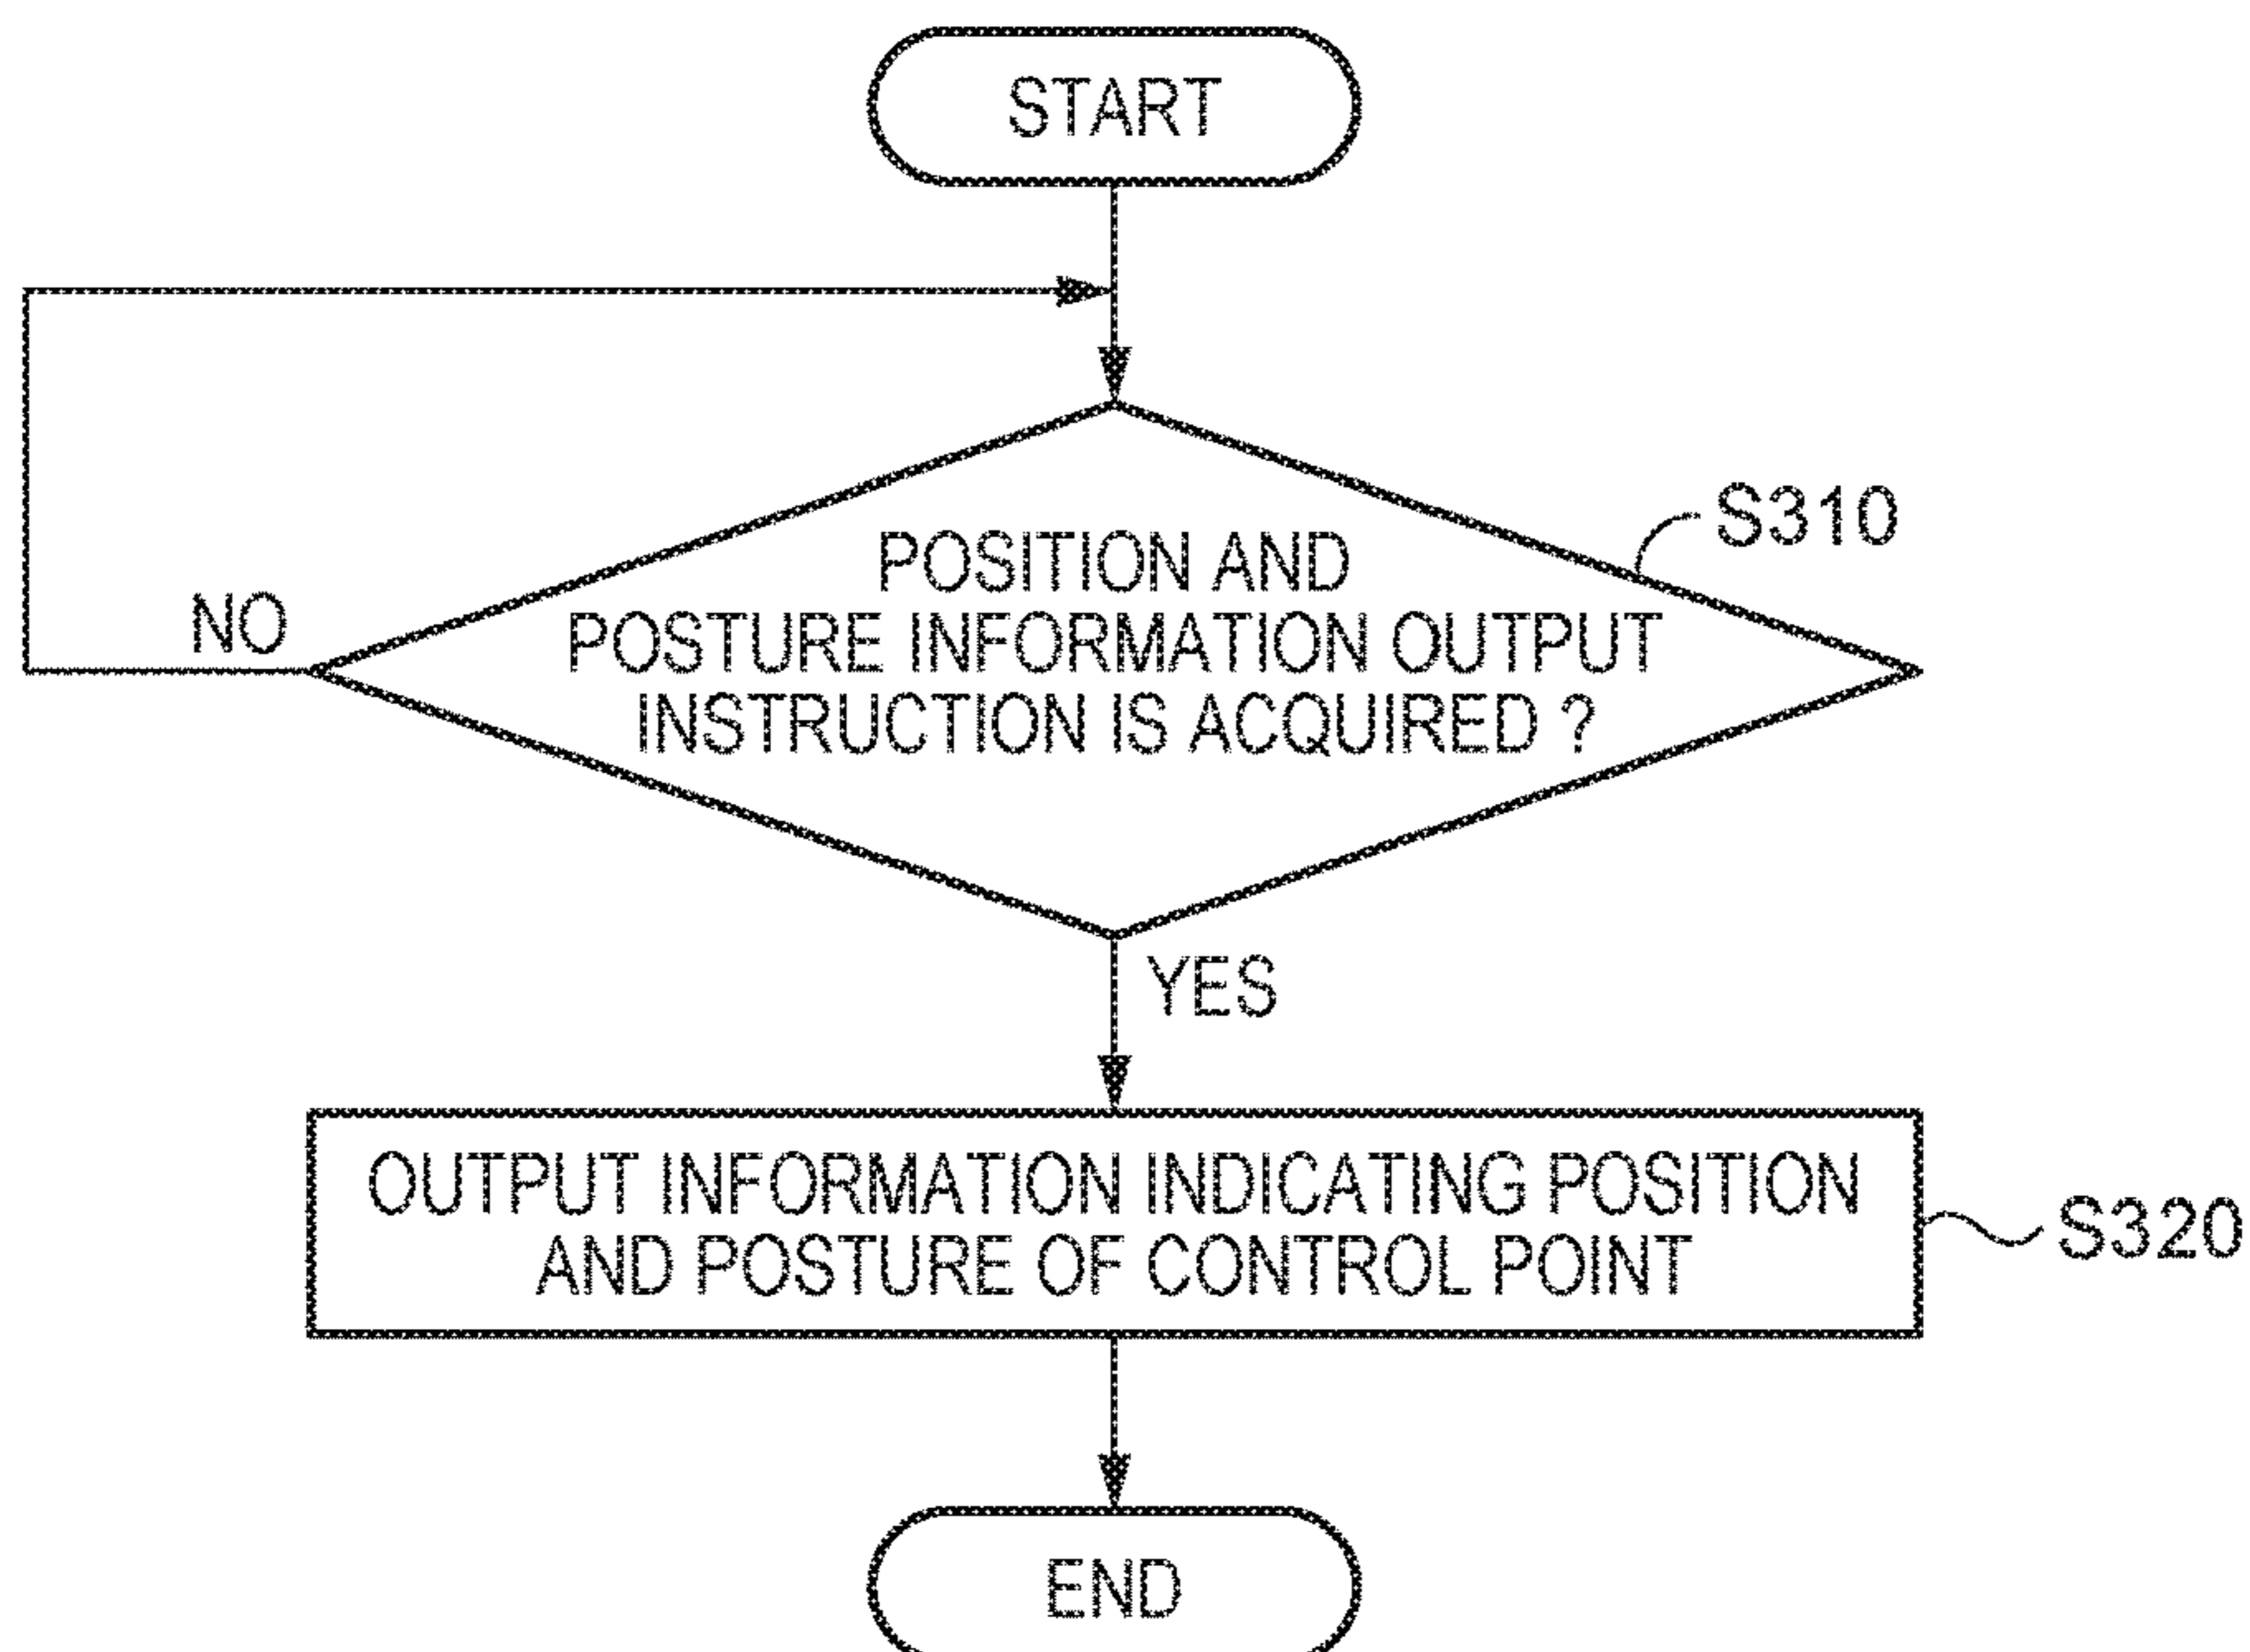 START
POSITION AND
S310
POSTURE INFORMATION OUTPUT
NO
INSTRUCTION IS ACQUIRED ?
YES
OUTPUT INFORMATION INDICATING POSITION
AND POSTURE OF CONTROL POINT
S320
END